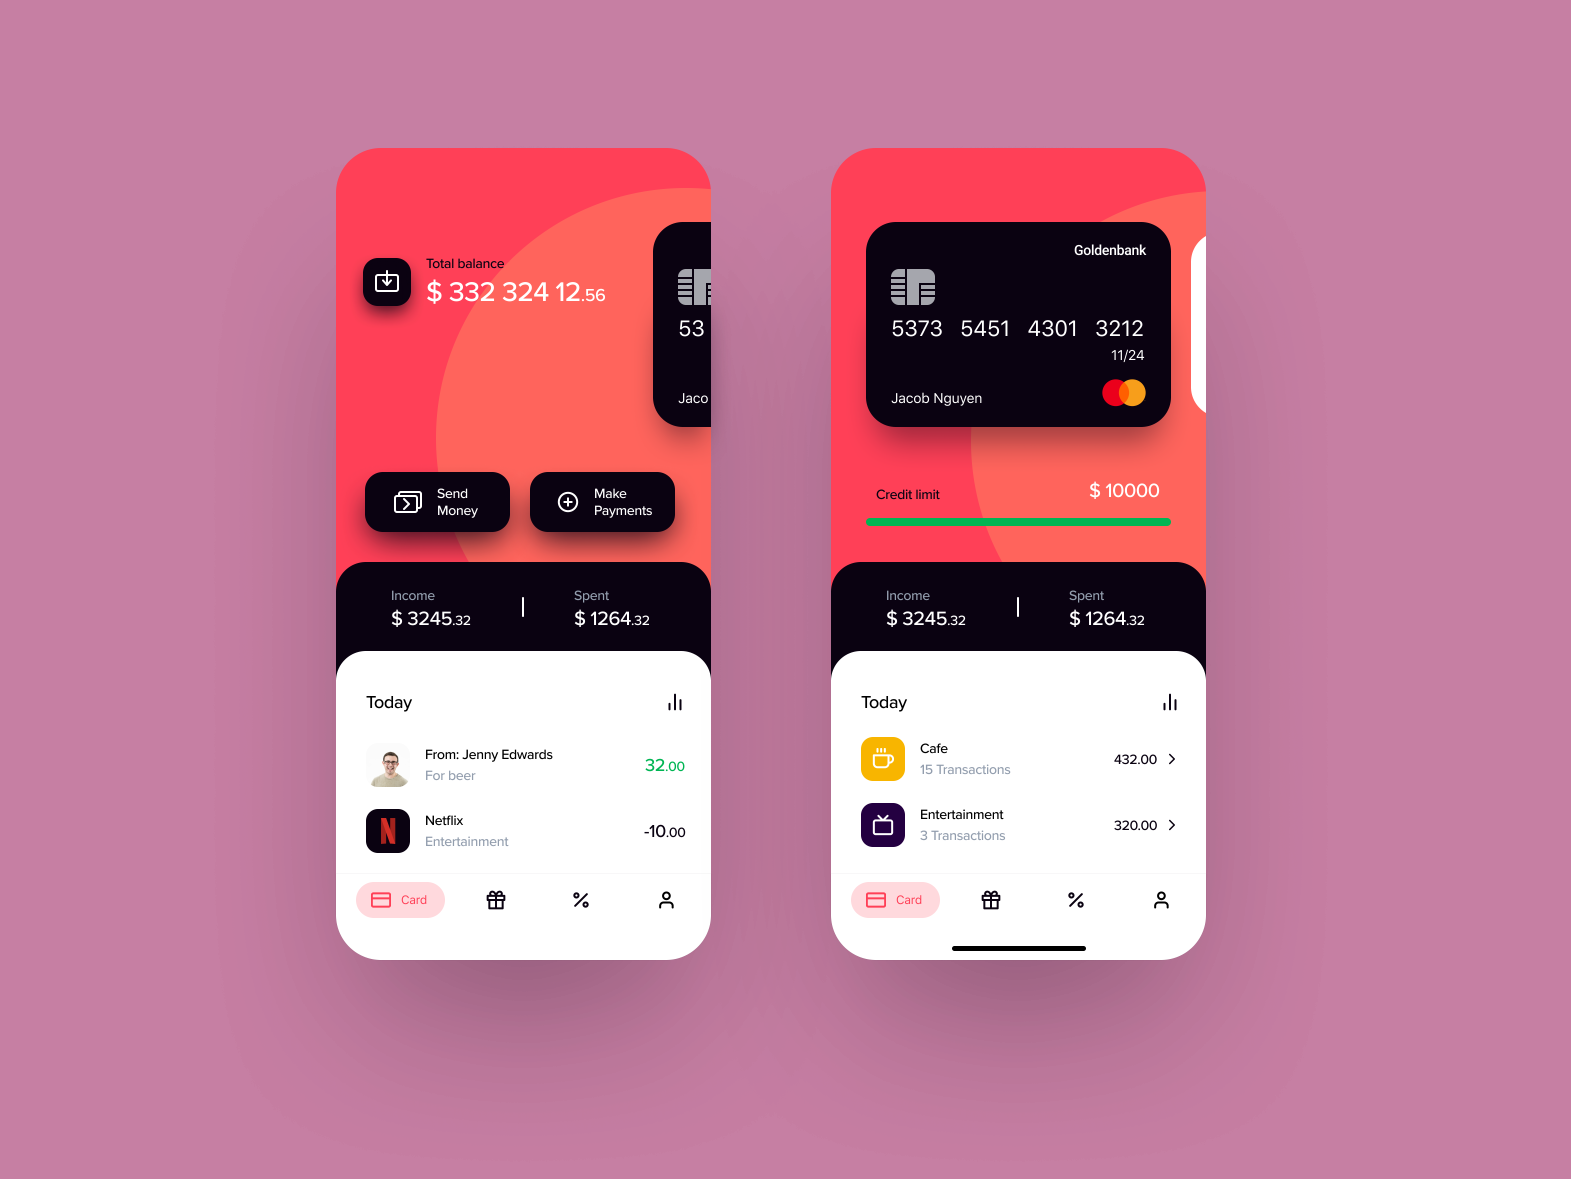 Total balance
$ 332 324 12.56
53
Jaco
Send
Money
Make
Payments
Income
$ 3245.32
Spent
$ 1264.32
Today
From: Jenny Edwards
For beer
32.00
Netflix
Entertainment
-10.00
Card
Goldenbank
5373 5451 4301 3212
11/24
Jacob Nguyen
Credit limit
$ 10000
Income
$ 3245.32
Spent
$ 1264.32
Today
Cafe
15 Transactions
432.00
Entertainment
3 Transactions
320.00
Card